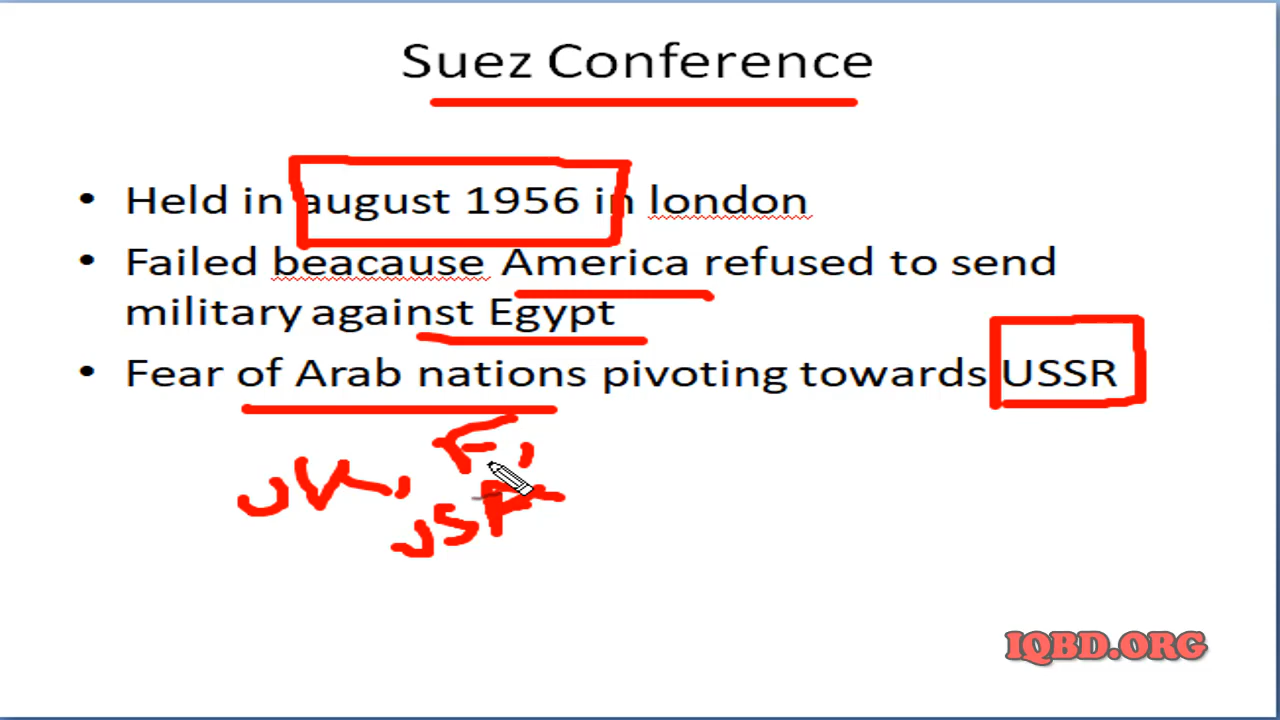 Suez Conference
• Held in august 1956 in london
• Failed beacause America refused to send
military against Egypt
• Fear of Arab nations pivoting towards USSR
UK, F,
USA
IQBD.ORG